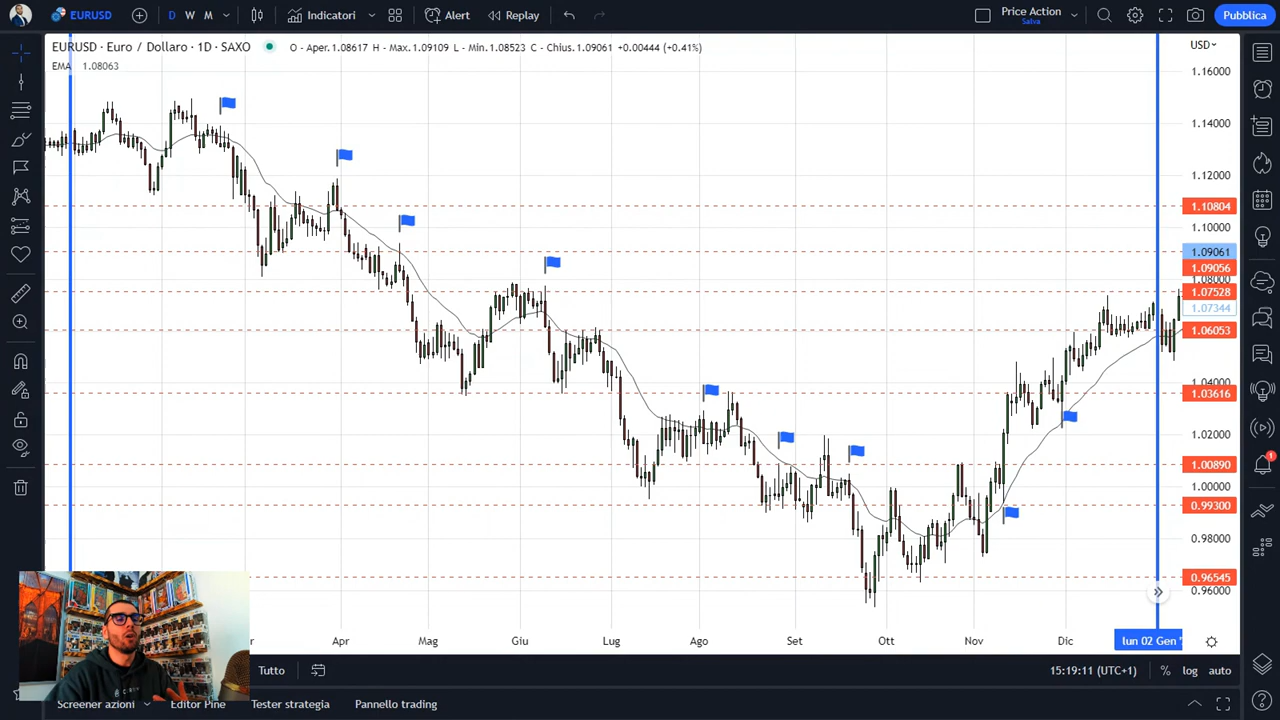 EURUSD
D W M
Indicatori
Alert
Replay
Price Action
Salva
Pubblica
EURUSD · Euro / Dollaro · 1D · SAXO
O - Aper.1.08617 H - Max.1.09109 L - Min.1.08523 C - Chius.1.09061 +0.00444 (+0.41%)
EMA 1.08063
USD
1.16000
1.14000
1.12000
1.10804
1.10000
1.09061
1.09056
1.08000
1.07528
1.07344
1.06053
1.04000
1.03616
1.02000
1.00890
1.00000
0.99300
0.98000
0.96545
0.96000
Apr Mag Giu Lug Ago Set Ott Nov Dic lun 02 Gen
Tutto
15:19:11 (UTC+1)
% log auto
Screener azioni
Editor Pine
Tester strategia
Pannello trading
1